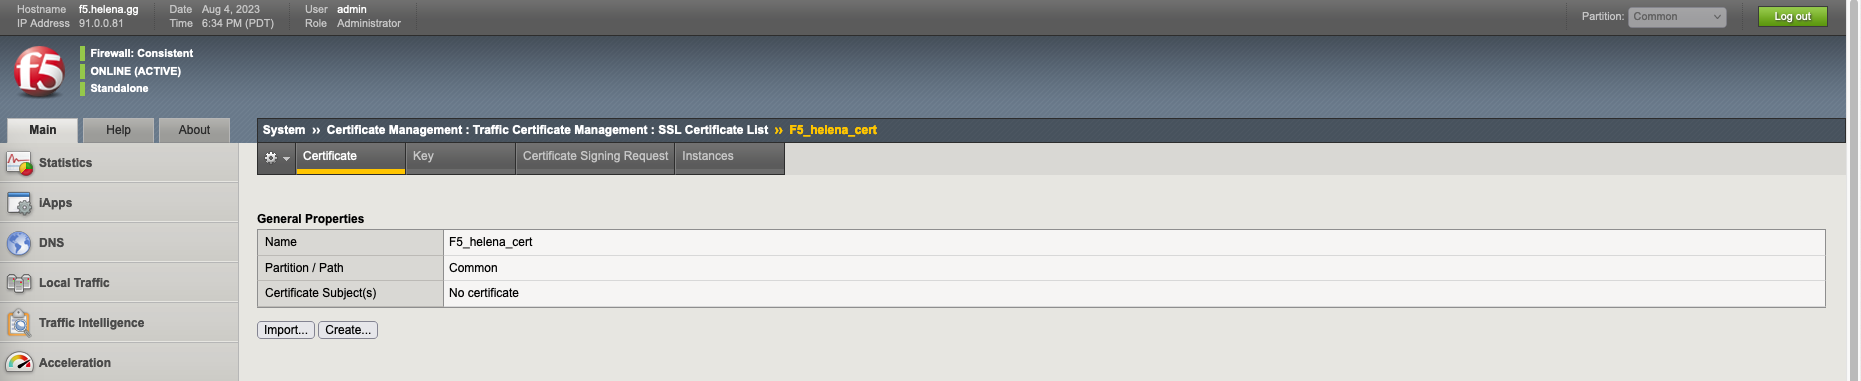 Hostname f5.helena.gg Date Aug 4, 2023 User admin
IP Address 91.0.0.81 Time 6:34 PM (PDT) Role Administrator
Partition: Common
Log out
f5
Firewall: Consistent
ONLINE (ACTIVE)
Standalone
Main Help About
System ›› Certificate Management : Traffic Certificate Management : SSL Certificate List ›› F5_helena_cert
Certificate Key Certificate Signing Request Instances
Statistics
iApps
DNS
Local Traffic
Traffic Intelligence
Acceleration
General Properties
Name F5_helena_cert
Partition / Path Common
Certificate Subject(s) No certificate
Import... Create...